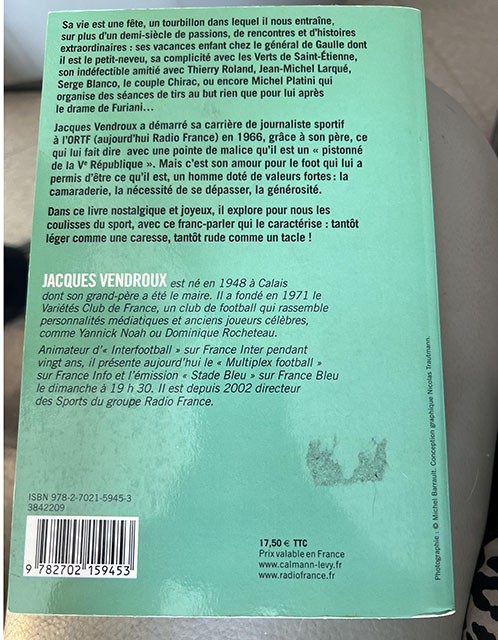 Sa vie est une fête, un tourbillon dans lequel il nous entraîne,
sur plus d'un demi-siècle de passions, de rencontres et d'histoires
extraordinaires : ses vacances enfant chez le général de Gaulle dont
il est le petit-neveu, sa complicité avec les Verts de Saint-Étienne,
son indéfectible amitié avec Thierry Roland, Jean-Michel Larqué,
Serge Blanco, le couple Chirac, ou encore Michel Platini qui
organise des séances de tirs au but rien que pour lui après
le drame de Furiani...
Jacques Vendroux a démarré sa carrière de journaliste sportif
à l'ORTF (aujourd'hui Radio France) en 1966, grâce à son père, ce
qui lui fait dire avec une pointe de malice qu'il est un « pistonné
de la Ve République ». Mais c'est son amour pour le foot qui lui a
permis d'être ce qu'il est, un homme doté de valeurs fortes : la
camaraderie, la nécessité de se dépasser, la générosité.
Dans ce livre nostalgique et joyeux, il explore pour nous les
coulisses du sport, avec ce franc-parler qui le caractérise : tantôt
léger comme une caresse, tantôt rude comme un tacle !
JACQUES VENDROUX est né en 1948 à Calais
dont son grand-père a été le maire. Il a fondé en 1971 le
Variétés Club de France, un club de football qui rassemble
personnalités médiatiques et anciens joueurs célèbres,
comme Yannick Noah ou Dominique Rocheteau.
Animateur d'« Interfootball » sur France Inter pendant
vingt ans, il présente aujourd'hui le « Multiplex football »
sur France Info et l'émission « Stade Bleu » sur France Bleu
le dimanche à 19 h 30. Il est depuis 2002 directeur
des Sports du groupe Radio France.
ISBN 978-2-7021-5945-3
3842209
9 782702 159453
17,50 € TTC
Prix valable en France
www.calmann-levy.fr
www.radiofrance.fr
Photographie : © Michel Barrault. Conception graphique Nicolas Trautmann.